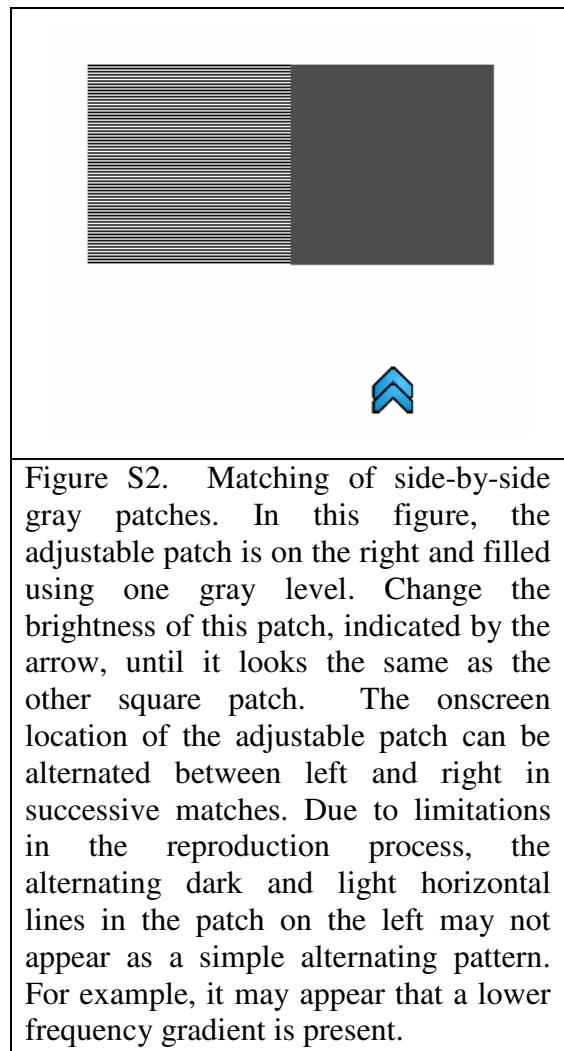 Figure S2. Matching of side-by-side
gray patches. In this figure, the
adjustable patch is on the right and filled
using one gray level. Change the
brightness of this patch, indicated by the
arrow, until it looks the same as the
other square patch. The onscreen
location of the adjustable patch can be
alternated between left and right in
successive matches. Due to limitations
in the reproduction process, the
alternating dark and light horizontal
lines in the patch on the left may not
appear as a simple alternating pattern.
For example, it may appear that a lower
frequency gradient is present.